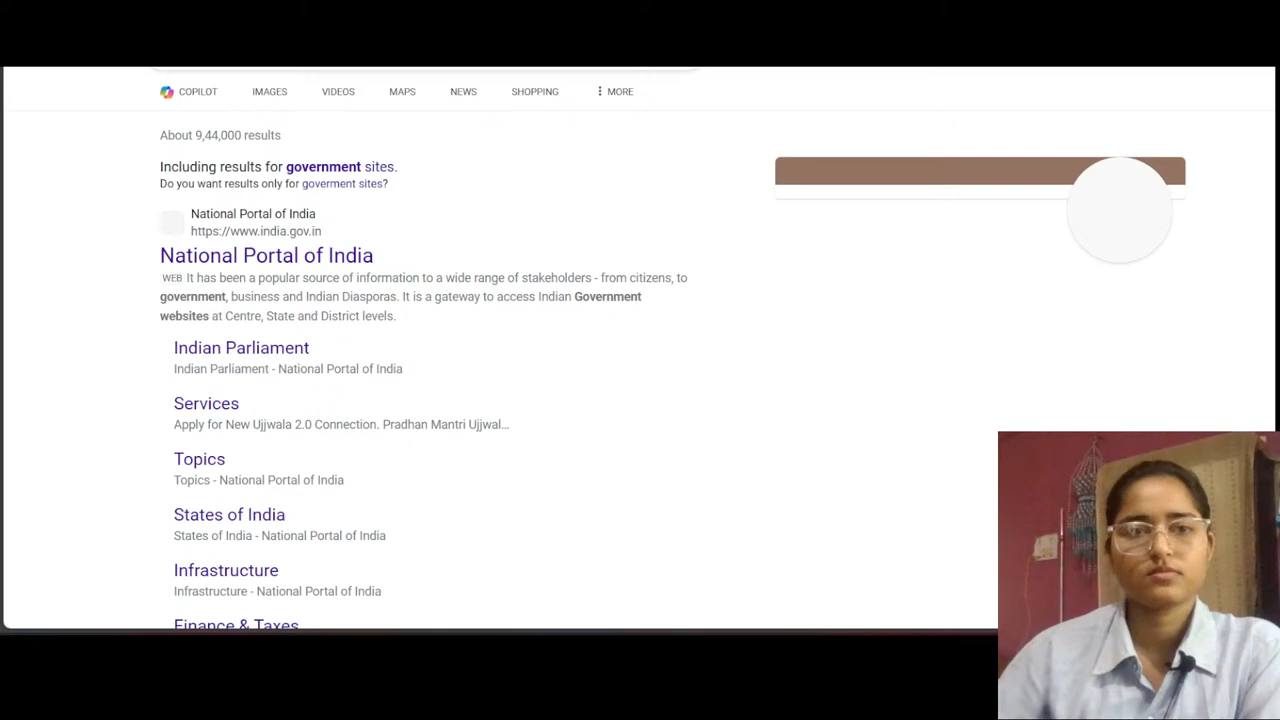 COPILOT IMAGES VIDEOS MAPS NEWS SHOPPING MORE
About 9,44,000 results
Including results for government sites.
Do you want results only for goverment sites?
National Portal of India
https://www.india.gov.in
National Portal of India
WEB It has been a popular source of information to a wide range of stakeholders - from citizens, to
government, business and Indian Diasporas. It is a gateway to access Indian Government
websites at Centre, State and District levels.
Indian Parliament
Indian Parliament - National Portal of India
Services
Apply for New Ujjwala 2.0 Connection. Pradhan Mantri Ujjwal...
Topics
Topics - National Portal of India
States of India
States of India - National Portal of India
Infrastructure
Infrastructure - National Portal of India
Finance & Taxes